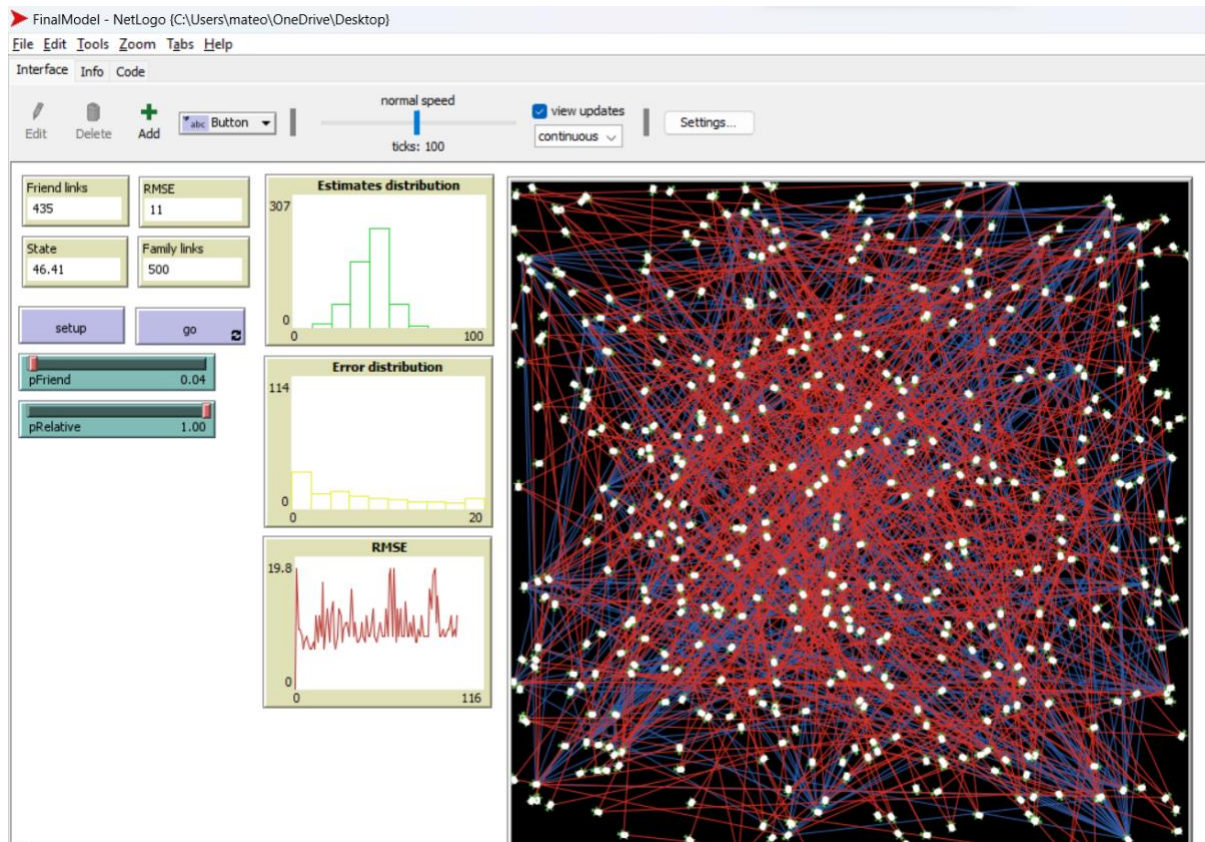 FinalModel - NetLogo {C:\Users\mateo\OneDrive\Desktop}
File Edit Tools Zoom Tabs Help
Interface Info Code
Edit Delete Add abc Button normal speed ticks: 100 view updates continuous Settings...
Friend links
435
RMSE
11
State
46.41
Family links
500
setup
go
pFriend 0.04
pRelative 1.00
Estimates distribution
307
0
0 100
Error distribution
114
0
0 20
RMSE
19.8
0
0 116